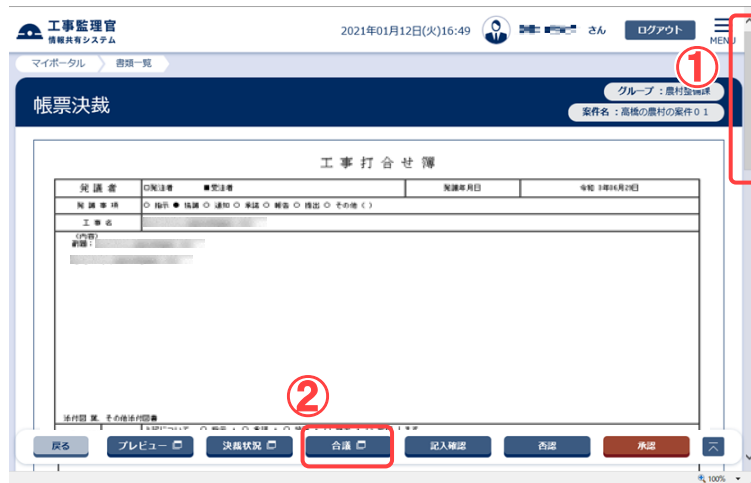 工事監理官
情報共有システム
2021年01月12日(火)16:49
さん
ログアウト
MENU
マイポータル 書類一覧
①
グループ：農村整備課
帳票決裁
案件名：高橋の農村の案件01
工事打合せ簿
発議者 □発注者 ■受注者 発議年月日 令和 3年06月29日
発議事項 ○ 指示 ● 協議 ○ 通知 ○ 承諾 ○ 報告 ○ 提出 ○ その他 ( )
工事名
(内容)
副題：
②
添付図 葉、その他添付図書
戻る プレビュー 決裁状況 合議 記入確認 否認 承認
100%